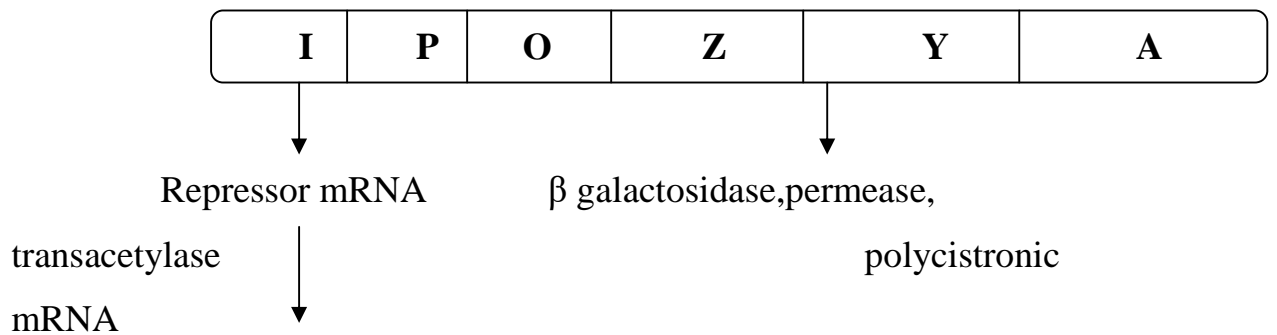 I P O Z Y A
Repressor mRNA β galactosidase,permease,
transacetylase polycistronic
mRNA